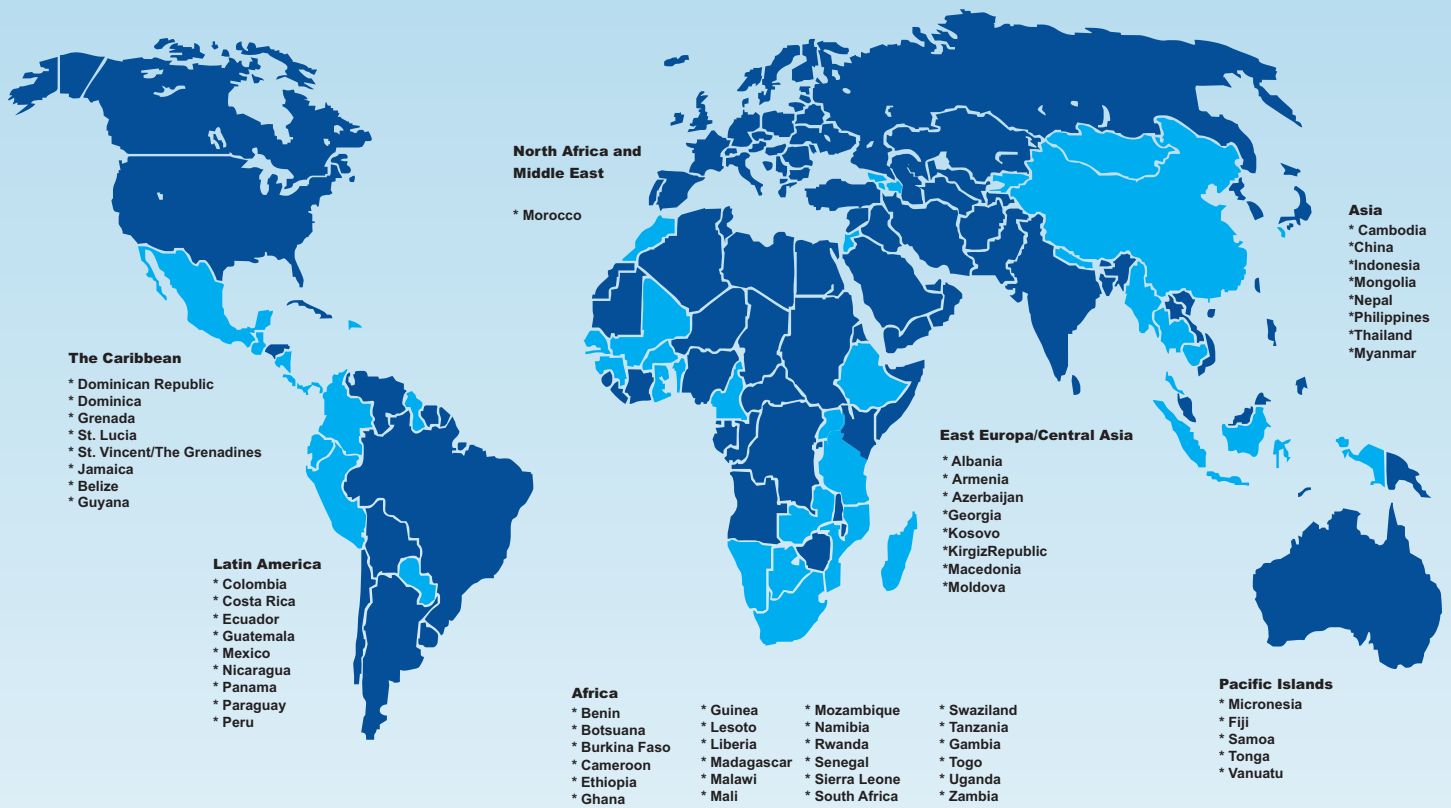 North Africa and
Middle East
* Morocco
Asia
* Cambodia
*China
*Indonesia
*Mongolia
*Nepal
*Philippines
*Thailand
*Myanmar
The Caribbean
* Dominican Republic
* Dominica
* Grenada
* St. Lucia
* St. Vincent/The Grenadines
* Jamaica
* Belize
* Guyana
East Europa/Central Asia
* Albania
* Armenia
* Azerbaijan
*Georgia
*Kosovo
*KirgizRepublic
*Macedonia
*Moldova
Latin America
* Colombia
* Costa Rica
* Ecuador
* Guatemala
* Mexico
* Nicaragua
* Panama
* Paraguay
* Peru
Africa
* Benin
* Botsuana
* Burkina Faso
* Cameroon
* Ethiopia
* Ghana
* Guinea
* Lesoto
* Liberia
* Madagascar
* Malawi
* Mali
* Mozambique
* Namibia
* Rwanda
* Senegal
* Sierra Leone
* South Africa
* Swaziland
* Tanzania
* Gambia
* Togo
* Uganda
* Zambia
Pacific Islands
* Micronesia
* Fiji
* Samoa
* Tonga
* Vanuatu